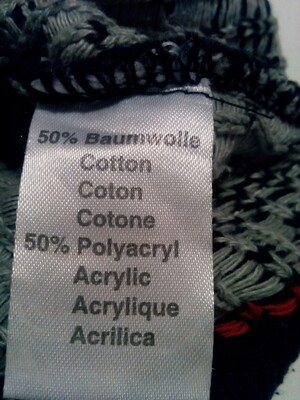 50% Baumwolle
Cotton
Coton
Cotone
50% Polyacryl
Acrylic
Acrylique
Acrilica